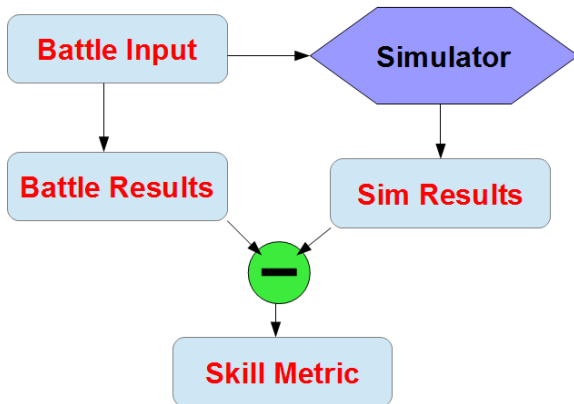 Battle Input
Simulator
Battle Results
Sim Results
Skill Metric